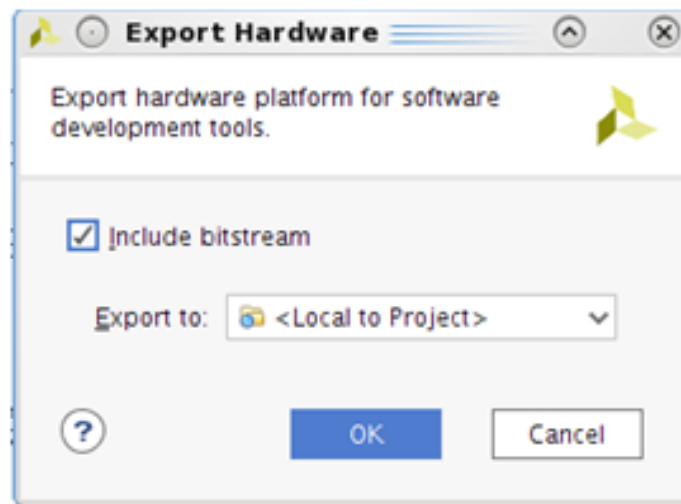 Export Hardware
Export hardware platform for software
development tools.
Include bitstream
Export to: <Local to Project>
? OK Cancel